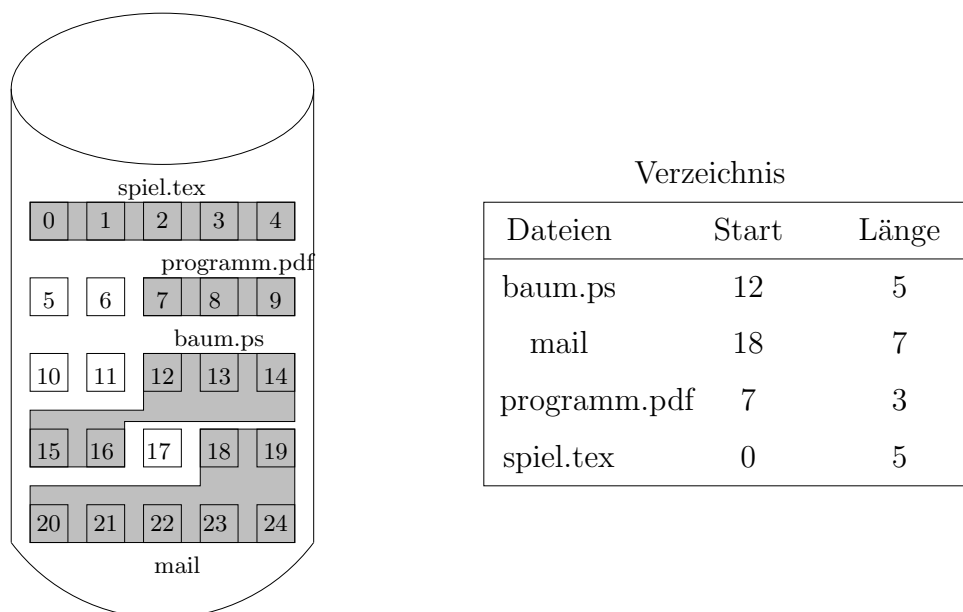 spiel.tex
0 1 2 3 4
programm.pdf
5 6 7 8 9
baum.ps
10 11 12 13 14
15 16 17 18 19
20 21 22 23 24
mail
Verzeichnis
Dateien Start Länge
baum.ps 12 5
mail 18 7
programm.pdf 7 3
spiel.tex 0 5